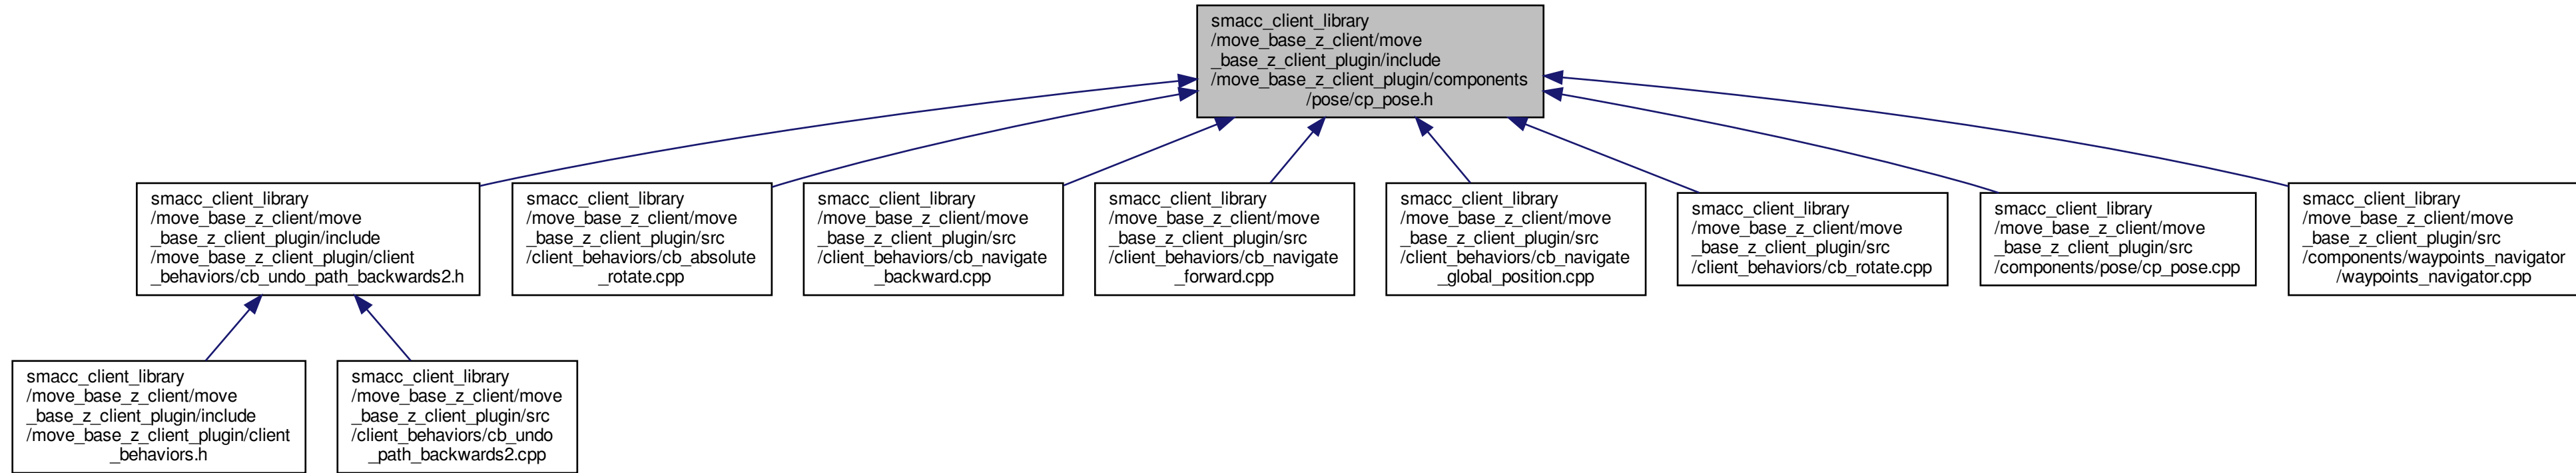 smacc_client_library
/move_base_z_client/move
_base_z_client_plugin/include
/move_base_z_client_plugin/components
/pose/cp_pose.h
smacc_client_library
/move_base_z_client/move
_base_z_client_plugin/include
/move_base_z_client_plugin/client
_behaviors/cb_undo_path_backwards2.h
smacc_client_library
/move_base_z_client/move
_base_z_client_plugin/src
/client_behaviors/cb_absolute
_rotate.cpp
smacc_client_library
/move_base_z_client/move
_base_z_client_plugin/src
/client_behaviors/cb_navigate
_backward.cpp
smacc_client_library
/move_base_z_client/move
_base_z_client_plugin/src
/client_behaviors/cb_navigate
_forward.cpp
smacc_client_library
/move_base_z_client/move
_base_z_client_plugin/src
/client_behaviors/cb_navigate
_global_position.cpp
smacc_client_library
/move_base_z_client/move
_base_z_client_plugin/src
/client_behaviors/cb_rotate.cpp
smacc_client_library
/move_base_z_client/move
_base_z_client_plugin/src
/components/pose/cp_pose.cpp
smacc_client_library
/move_base_z_client/move
_base_z_client_plugin/src
/components/waypoints_navigator
/waypoints_navigator.cpp
smacc_client_library
/move_base_z_client/move
_base_z_client_plugin/include
/move_base_z_client_plugin/client
_behaviors.h
smacc_client_library
/move_base_z_client/move
_base_z_client_plugin/src
/client_behaviors/cb_undo
_path_backwards2.cpp